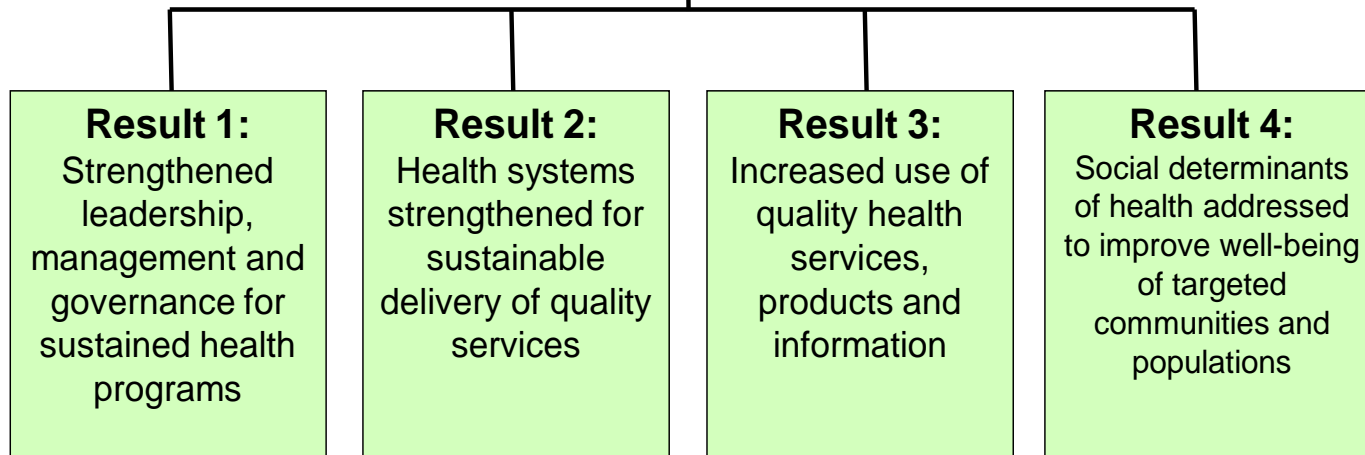 Result 1:
Strengthened
leadership,
management and
governance for
sustained health
programs
Result 2:
Health systems
strengthened for
sustainable
delivery of quality
services
Result 3:
Increased use of
quality health
services,
products and
information
Result 4:
Social determinants
of health addressed
to improve well-being
of targeted
communities and
populations